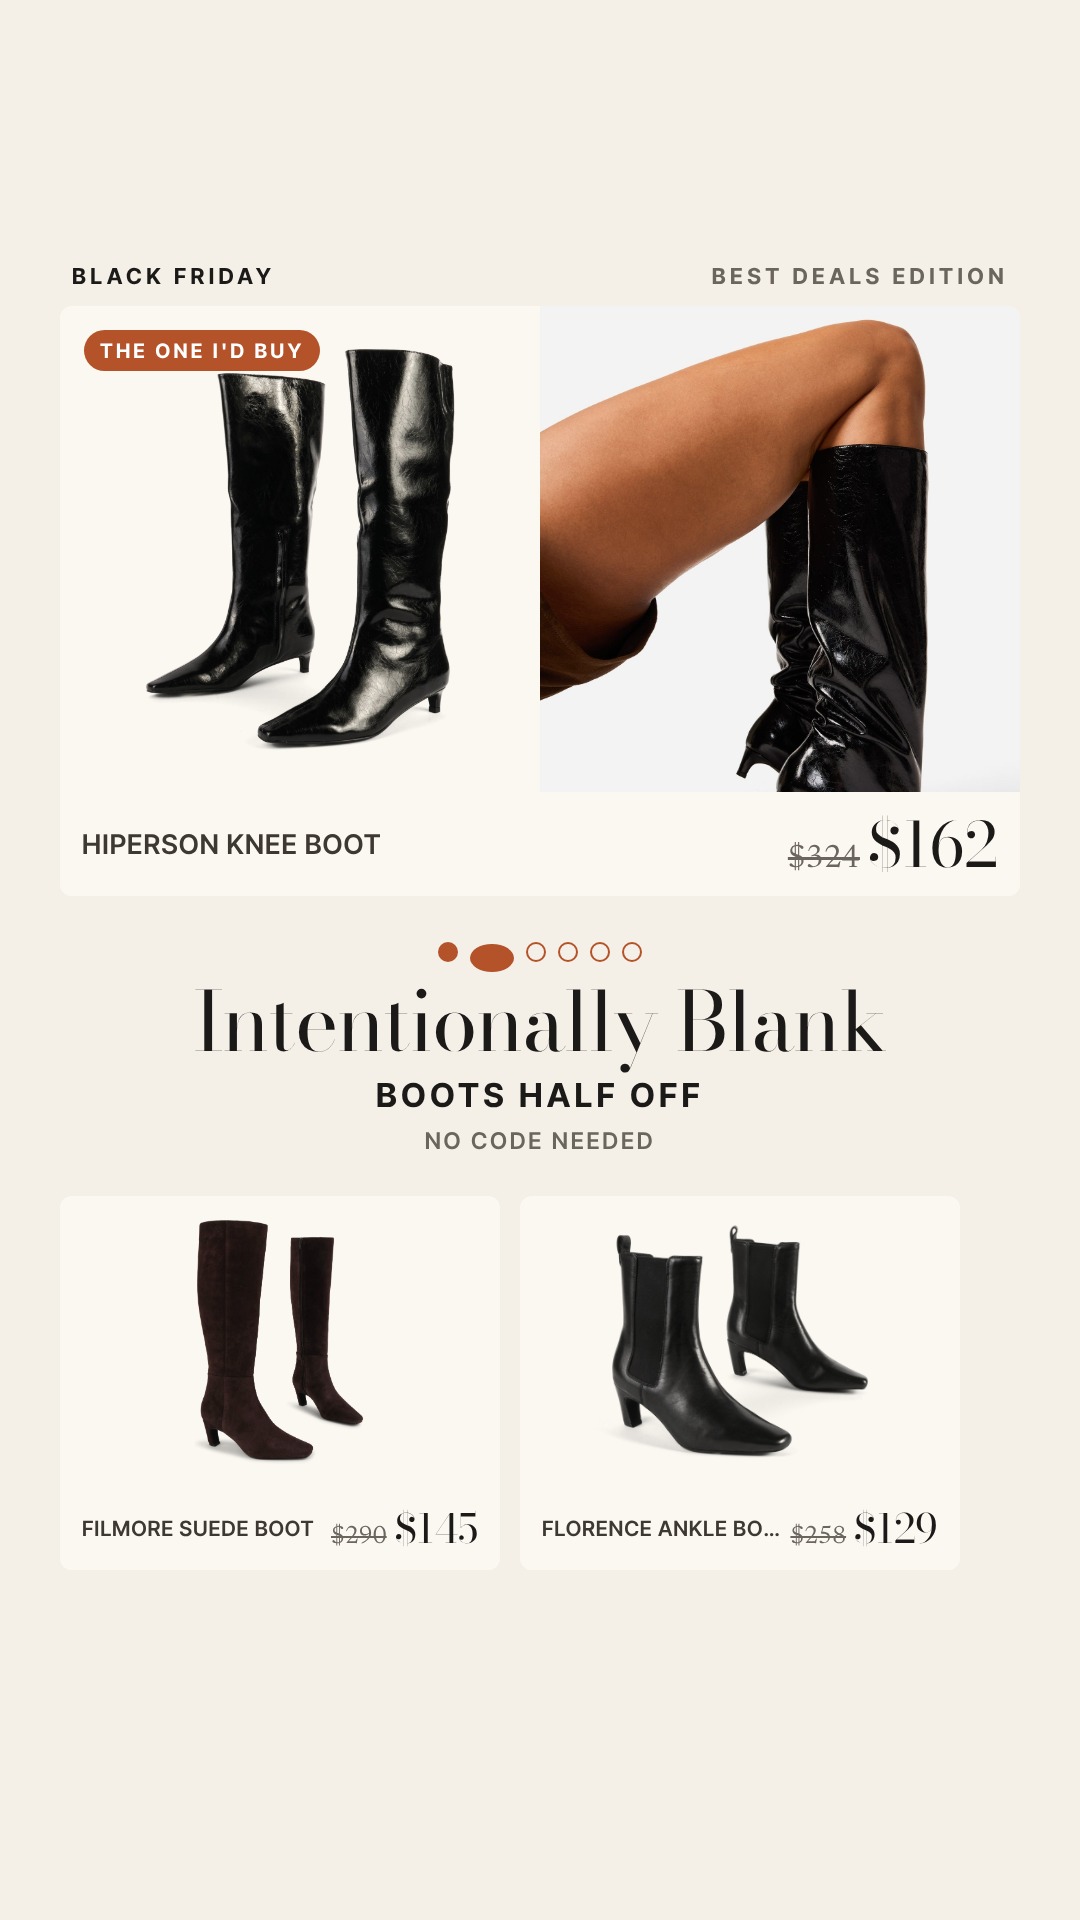 BLACK FRIDAY
BEST DEALS EDITION
THE ONE I'D BUY
HIPERSON KNEE BOOT
$324 $162
Intentionally Blank
BOOTS HALF OFF
NO CODE NEEDED
FILMORE SUEDE BOOT $290 $145
FLORENCE ANKLE BO... $258 $129